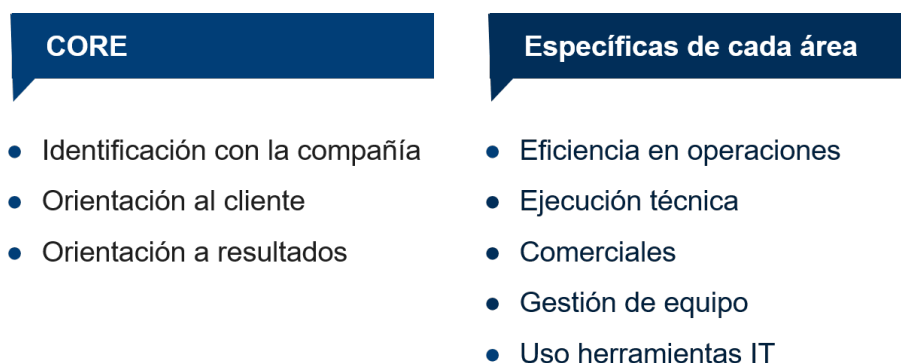 CORE
Identificación con la compañía
Orientación al cliente
Orientación a resultados
Específicas de cada área
Eficiencia en operaciones
Ejecución técnica
Comerciales
Gestión de equipo
Uso herramientas IT